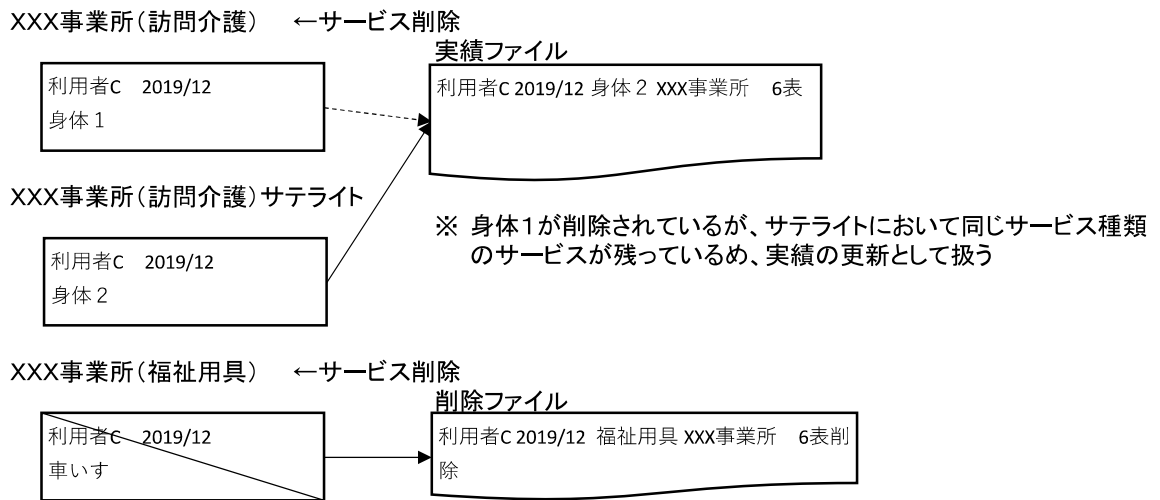 XXX事業所（訪問介護）　←サービス削除
実績ファイル
利用者C　2019/12
身体１
利用者C 2019/12 身体２ XXX事業所　6表
XXX事業所（訪問介護）サテライト
利用者C　2019/12
身体２
※ 身体１が削除されているが、サテライトにおいて同じサービス種類
のサービスが残っているめ、実績の更新として扱う
XXX事業所（福祉用具）　←サービス削除
削除ファイル
利用者C　2019/12
車いす
利用者C 2019/12 福祉用具 XXX事業所　6表削
除